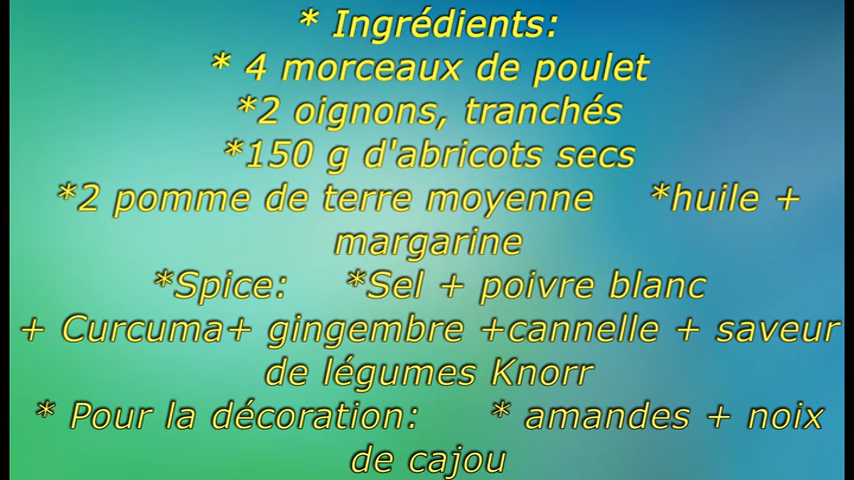 * Ingrédients:
* 4 morceaux de poulet
*2 oignons, tranchés
*150 g d'abricots secs
*2 pomme de terre moyenne *huile +
margarine
*Spice: *Sel + poivre blanc
+ Curcuma+ gingembre +cannelle + saveur
de légumes Knorr
* Pour la décoration: * amandes + noix
de cajou